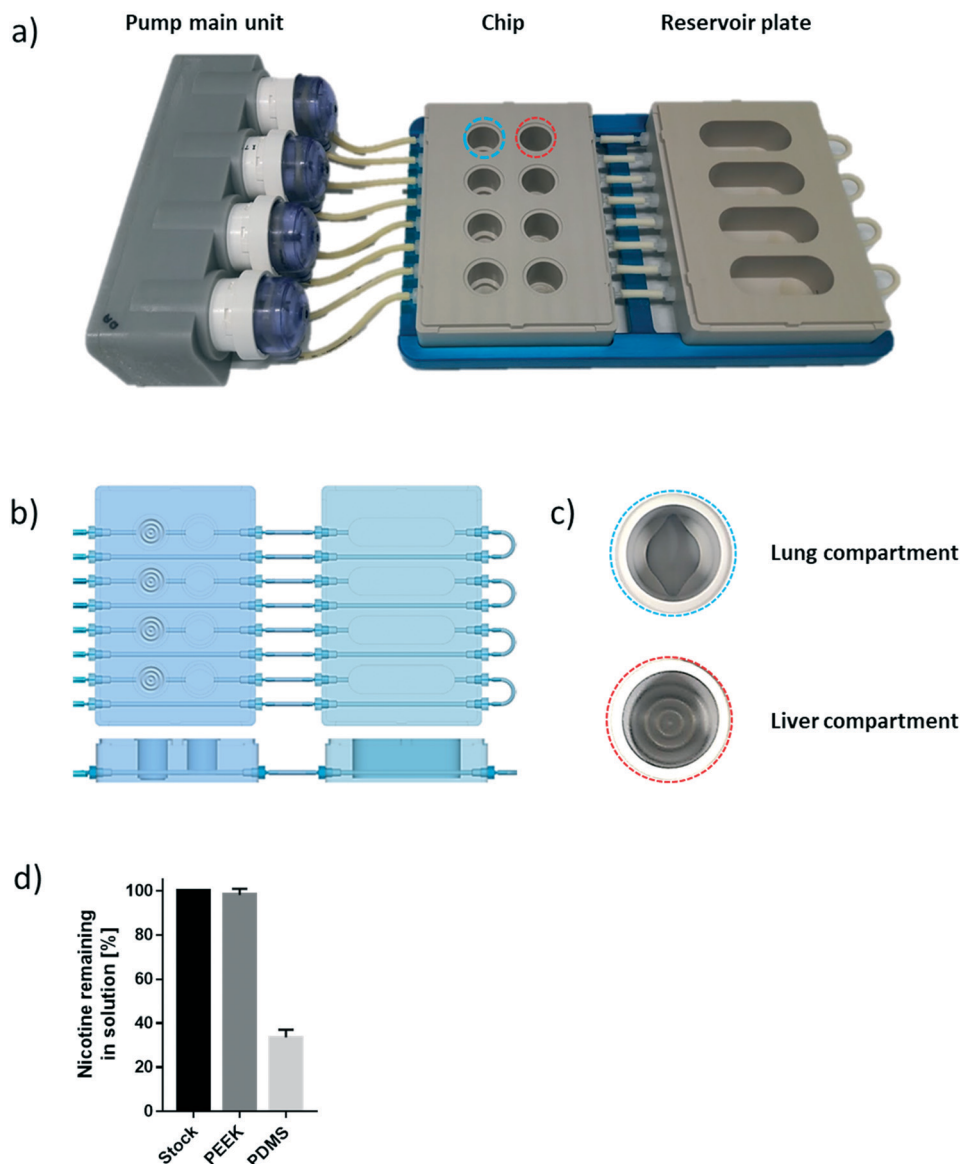 a)
Pump main unit
Chip
Reservoir plate
b)
c)
Lung compartment
Liver compartment
d)
Nicotine remaining
in solution [%]
100
80
60
40
20
0
Stock
PEEK
PDMS